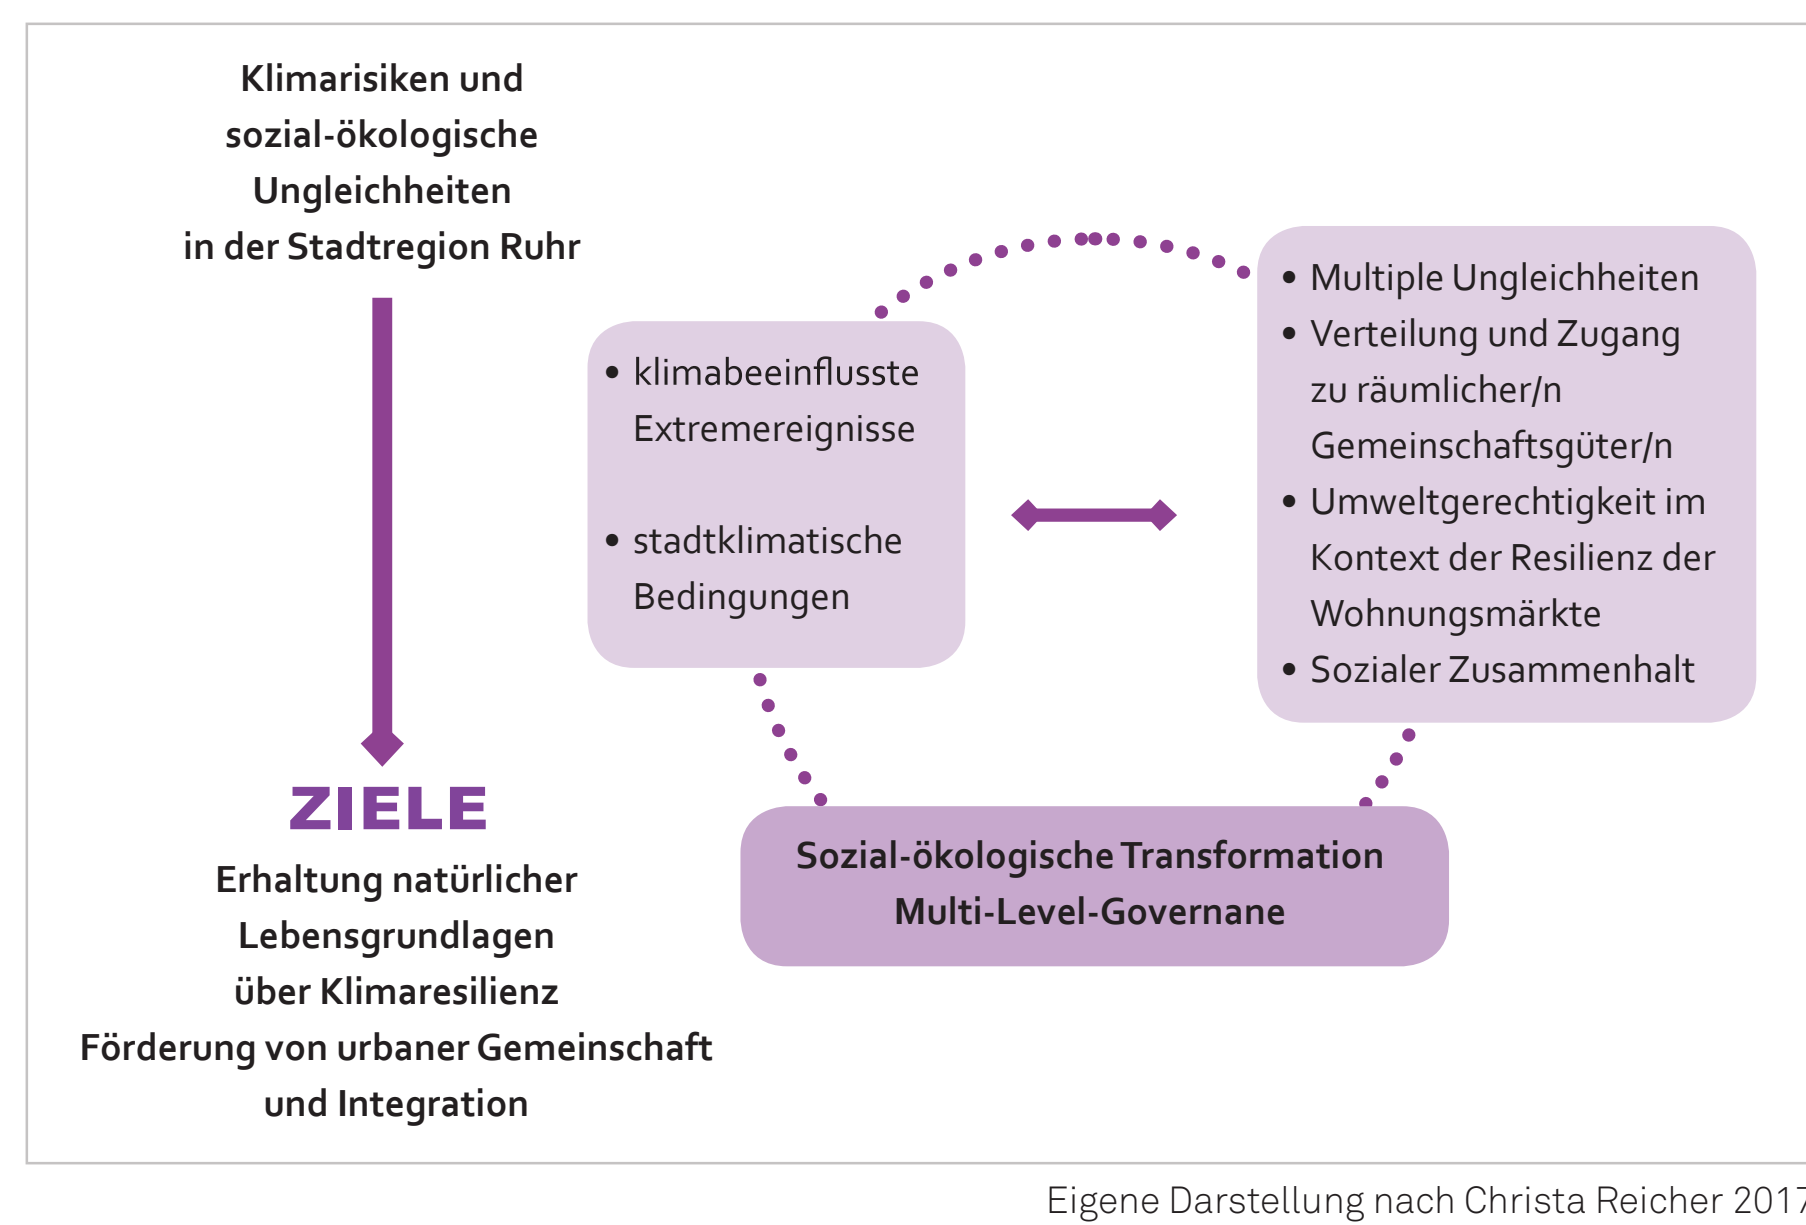 Klimarisiken und
sozial-ökologische
Ungleichheiten
in der Stadtregion Ruhr
ZIELE
Erhaltung natürlicher
Lebensgrundlagen
über Klimaresilienz
Förderung von urbaner Gemeinschaft
und Integration
• klimabeeinflusste
Extremereignisse
• stadtklimatische
Bedingungen
• Multiple Ungleichheiten
• Verteilung und Zugang
zu räumlicher/n
Gemeinschaftsgüter/n
• Umweltgerechtigkeit im
Kontext der Resilienz der
Wohnungsmärkte
• Sozialer Zusammenhalt
Sozial-ökologische Transformation
Multi-Level-Governane
Eigene Darstellung nach Christa Reicher 2017